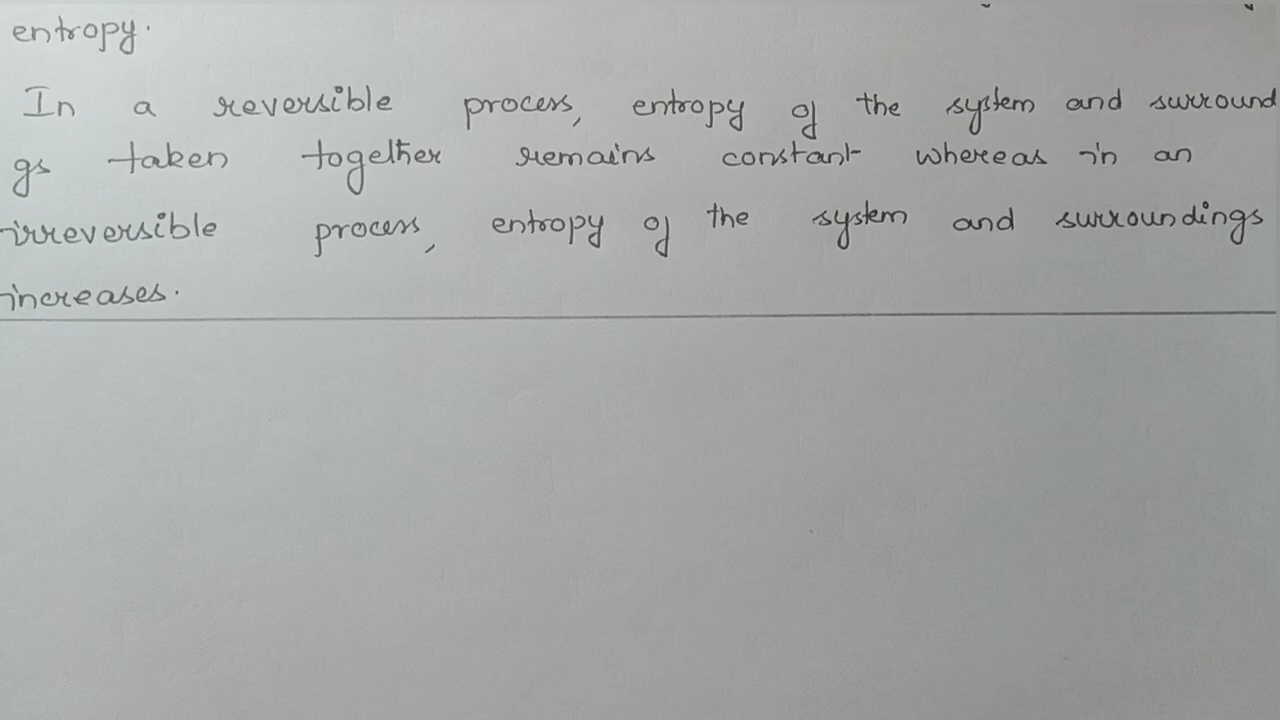 entropy.
In a reversible process, entropy of the system and surround
gs taken together remains constant whereas in an
irreversible process, entropy of the system and surroundings
increases.